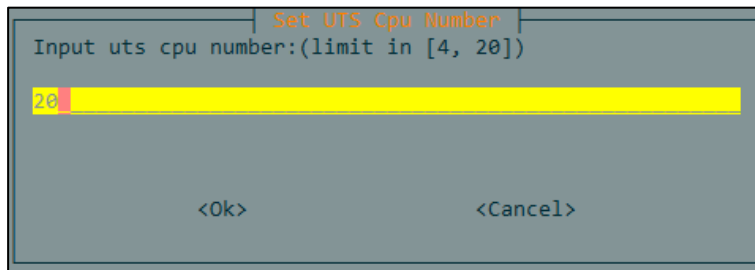 Set UTS Cpu Number
Input uts cpu number:(limit in [4, 20])
20
<Ok> <Cancel>